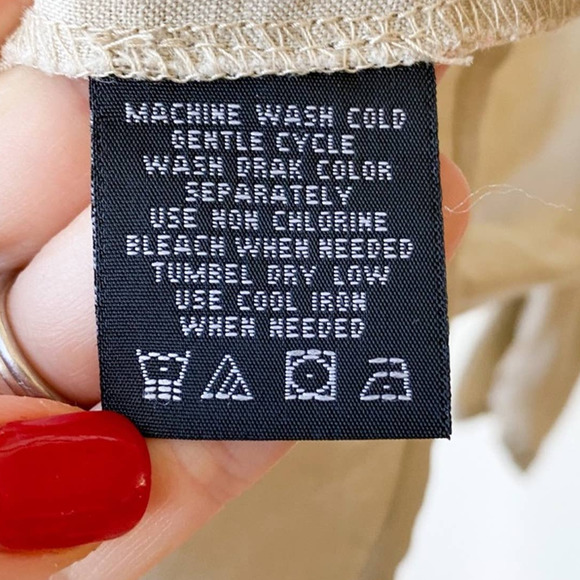 MACHINE WASH COLD
GENTLE CYCLE
WASH DRAK COLOR
SEPARATELY
USE NON CHLORINE
BLEACH WHEN NEEDED
TUMBEL DRY LOW
USE COOL IRON
WHEN NEEDED